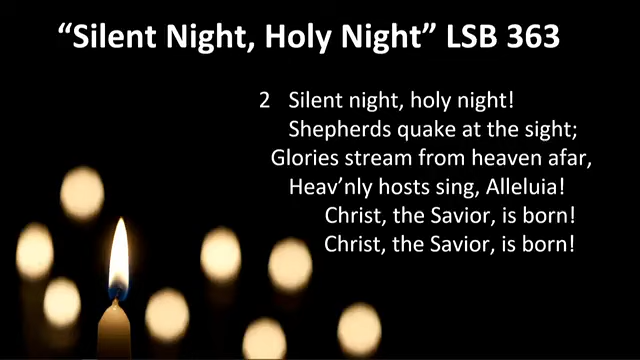 “Silent Night, Holy Night” LSB 363
2 Silent night, holy night!
Shepherds quake at the sight;
Glories stream from heaven afar,
Heav’nly hosts sing, Alleluia!
Christ, the Savior, is born!
Christ, the Savior, is born!